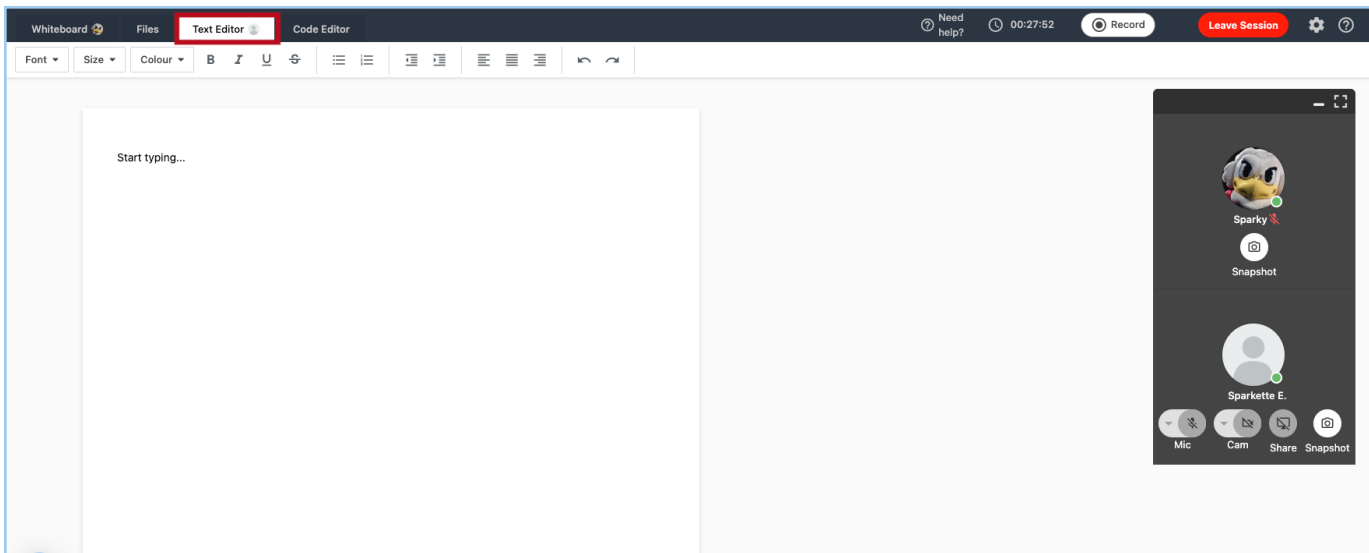 Whiteboard Files Text Editor Code Editor Need help? 00:27:52 Record Leave Session
Font Size Colour B I U S
Start typing...
Sparky
Snapshot
Sparkette E.
Mic Cam Share Snapshot